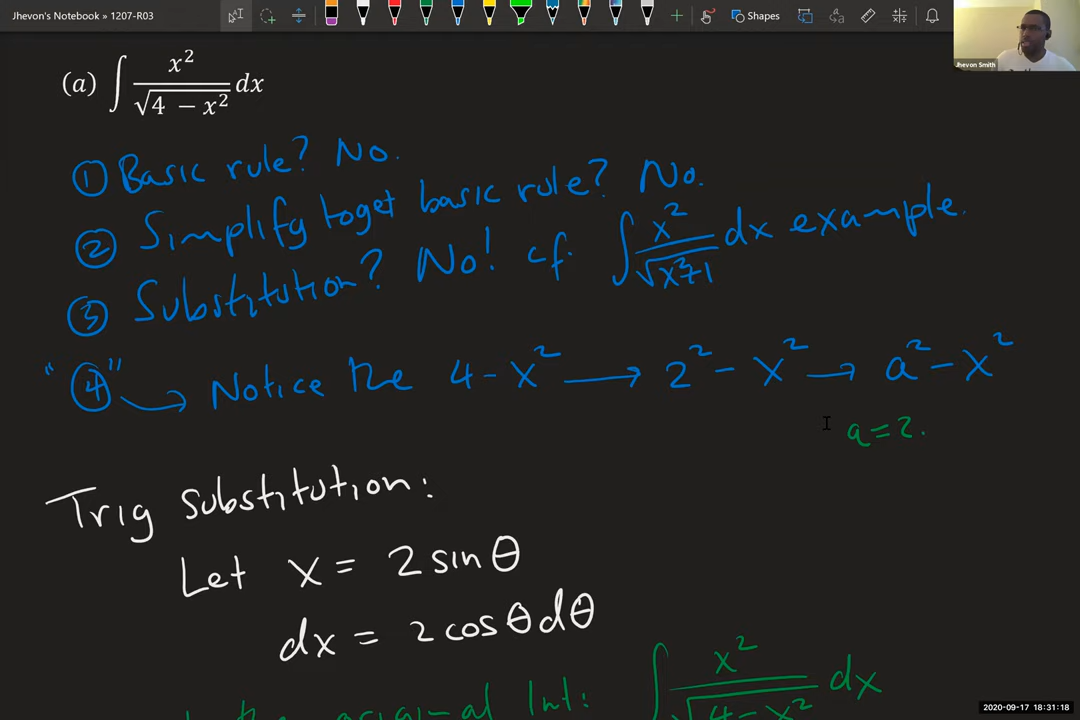 Jhevon's Notebook » 1207-R03
Shapes
Jhevon Smith
(a) ∫ x²/√(4 − x²) dx
① Basic rule? No.
② Simplify to get basic rule? No.
③ Substitution? No! cf. ∫ x²/√(x²+1) dx example.
"④" → Notice the 4 - x² → 2² - x² → a² - x²
a = 2.
Trig substitution:
Let x = 2 sin θ
dx = 2 cos θ dθ
the original Int: ∫ x²/√(4 - x²) dx
2020-09-17 18:31:18